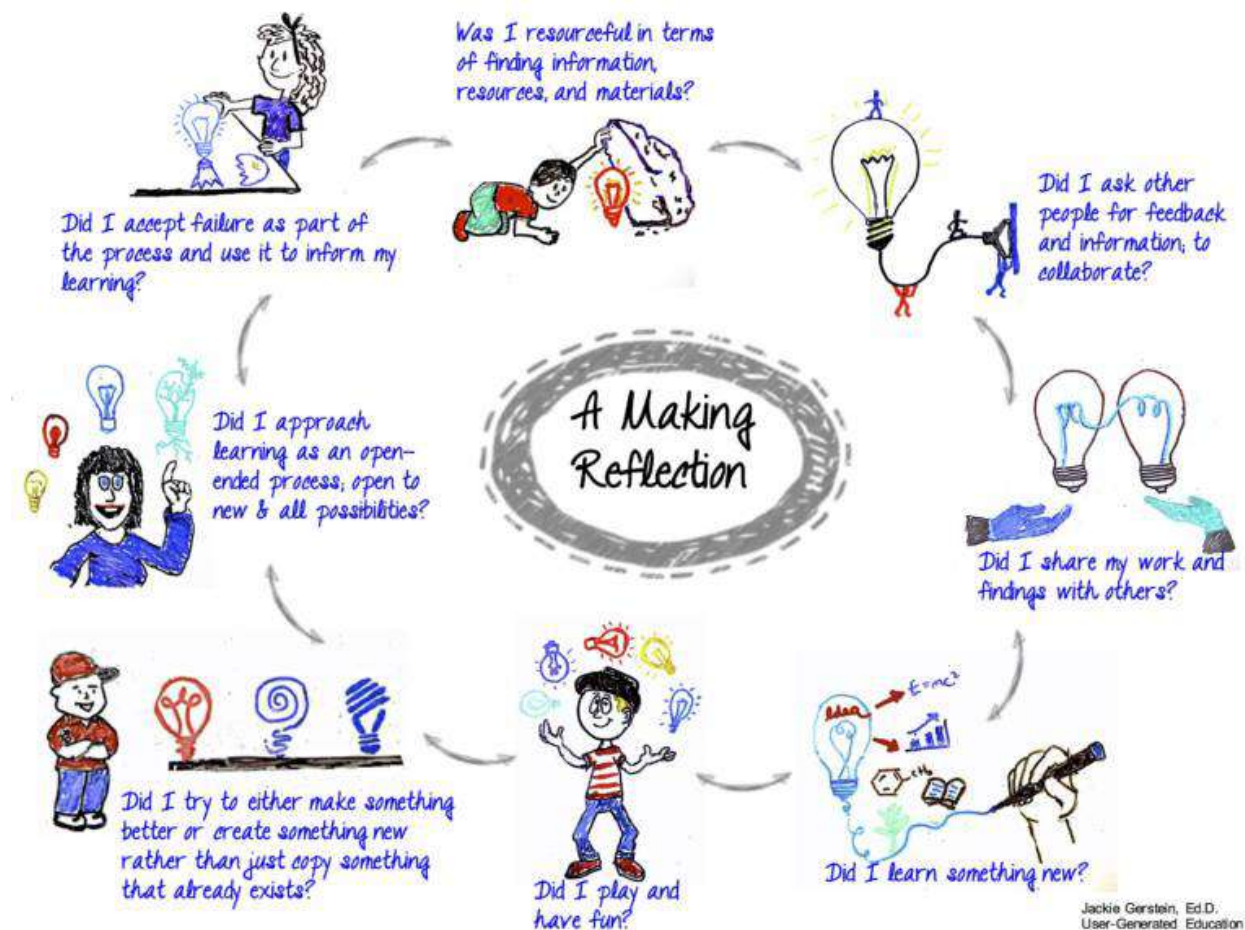 Was I resourceful in terms
of finding information,
resources, and materials?
Did I ask other
people for feedback
and information; to
collaborate?
Did I share my work and
findings with others?
Idea
E=mc²
CH₃
Did I learn something new?
Did I play and
have fun?
Did I try to either make something
better or create something new
rather than just copy something
that already exists?
Did I approach
learning as an open-
ended process; open to
new & all possibilities?
Did I accept failure as part of
the process and use it to inform my
learning?
A Making
Reflection
Jackie Gerstein, Ed.D.
User-Generated Education